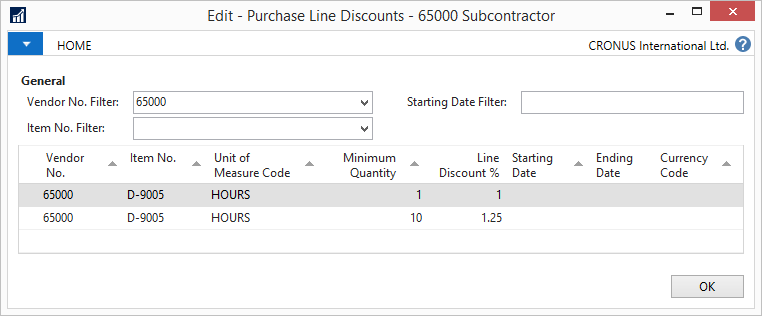 Edit - Purchase Line Discounts - 65000 Subcontractor
HOME
CRONUS International Ltd. ?
General
Vendor No. Filter: 65000
Starting Date Filter:
Item No. Filter:
Vendor No. Item No. Unit of Measure Code Minimum Quantity Line Discount % Starting Date Ending Date Currency Code
65000 D-9005 HOURS 1 1
65000 D-9005 HOURS 10 1.25
OK